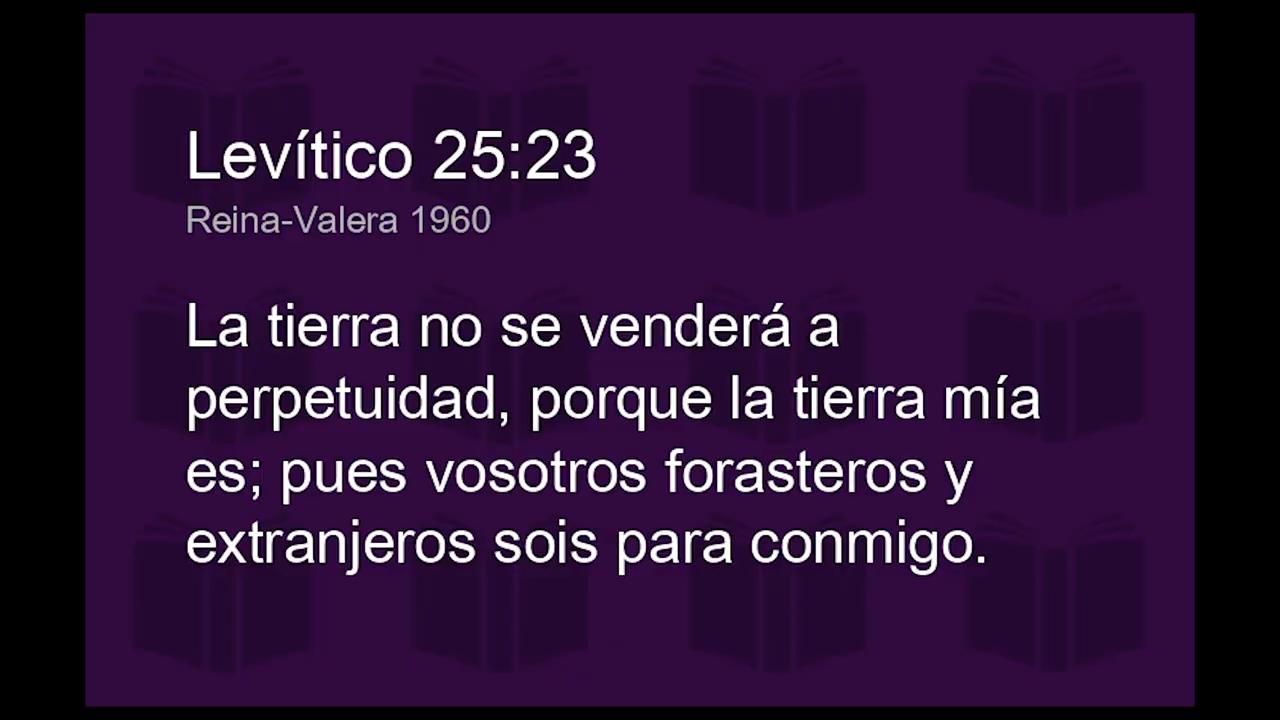 Levítico 25:23
Reina-Valera 1960
La tierra no se venderá a
perpetuidad, porque la tierra mía
es; pues vosotros forasteros y
extranjeros sois para conmigo.